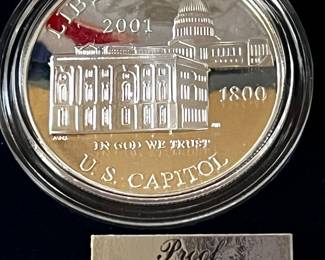 LIB
2001
1800
IN GOD WE TRUST
U.S. CAPITOL
Proof